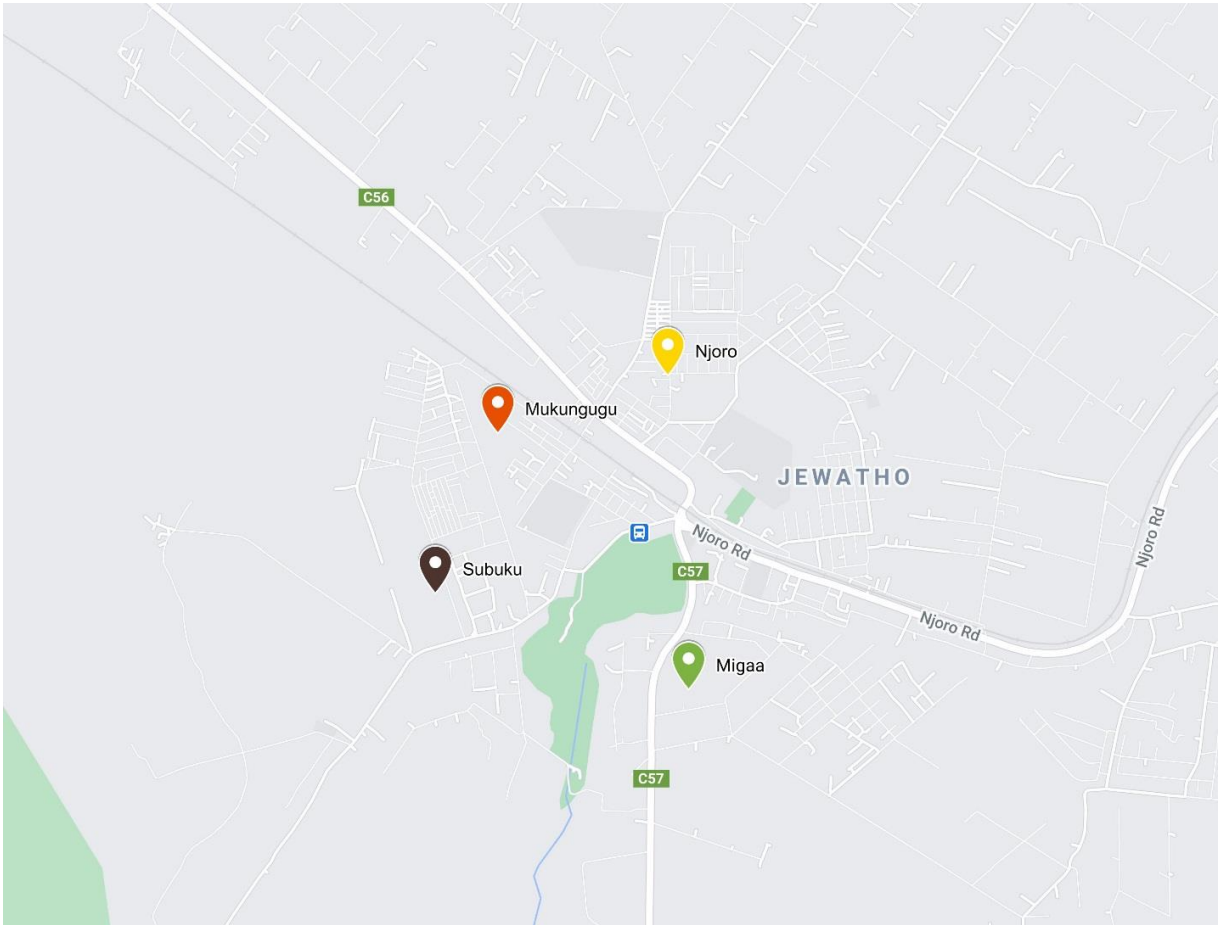 C56
Njoro
Mukungugu
JEWATHO
Njoro Rd
Njoro Rd
Subuku
C57
Njoro Rd
Migaa
C57